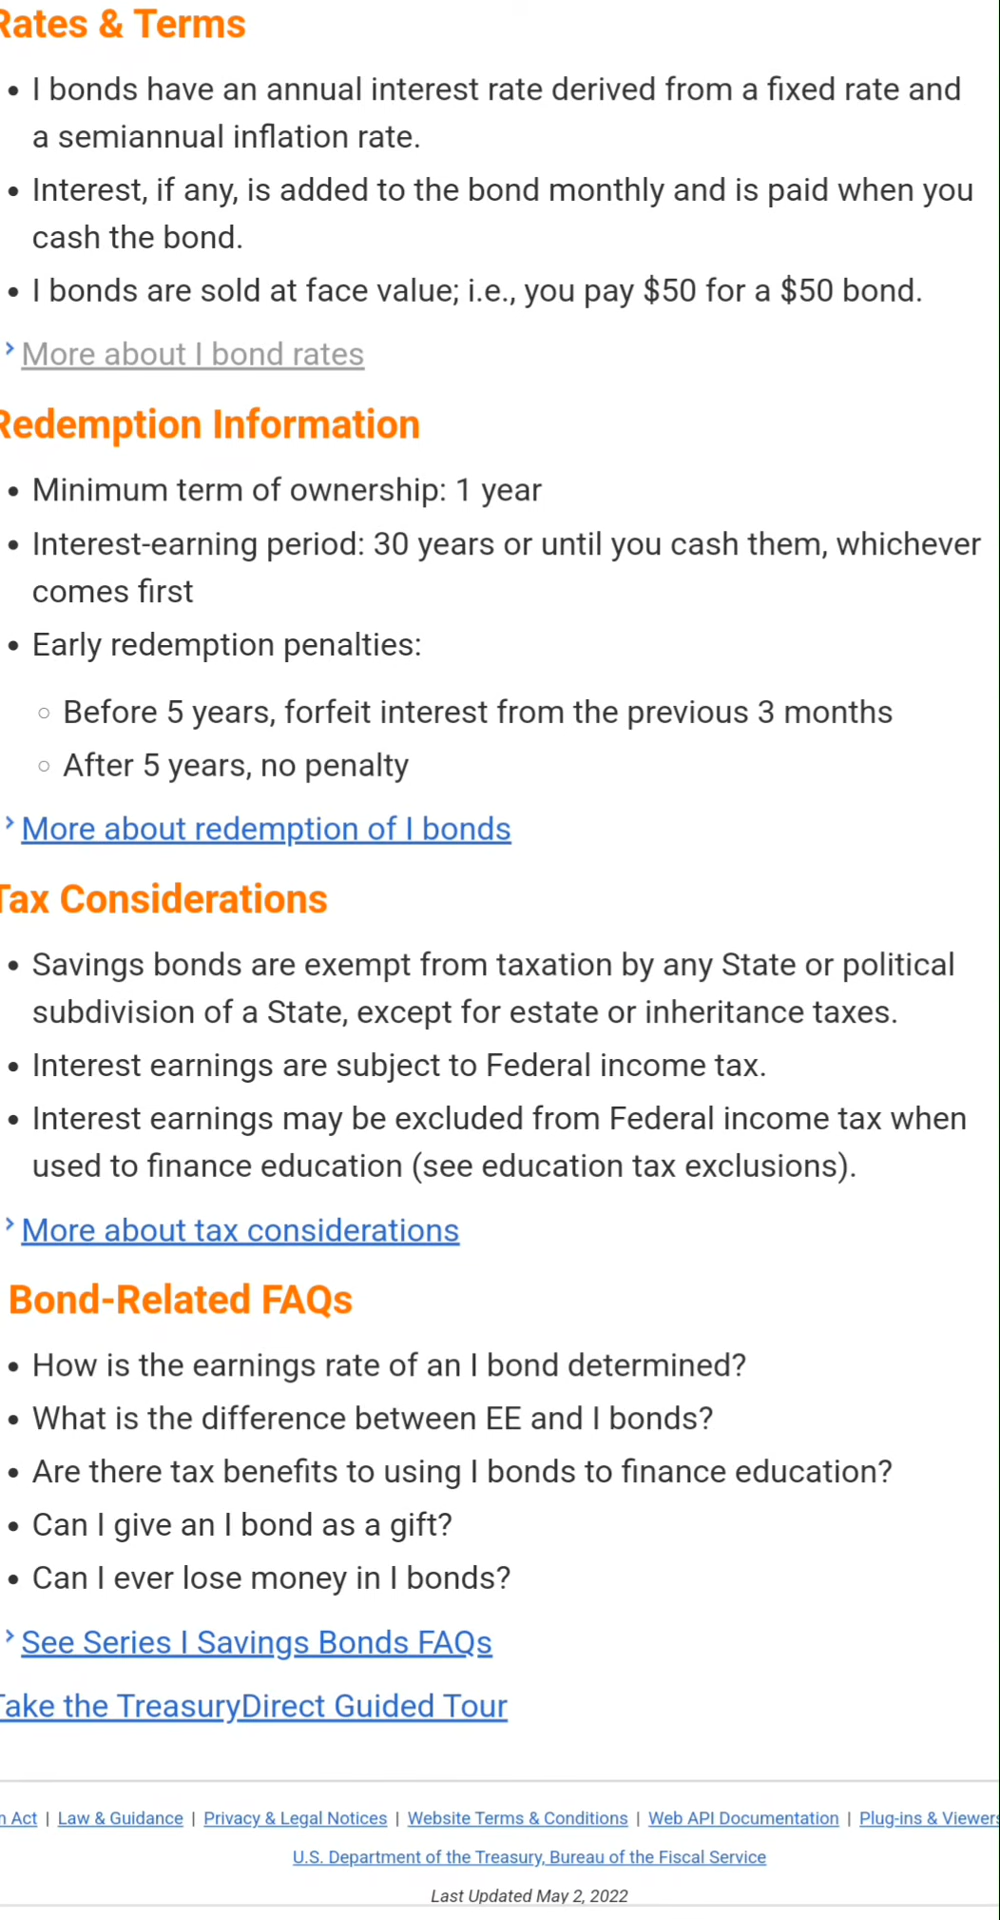 Rates & Terms
• I bonds have an annual interest rate derived from a fixed rate and
a semiannual inflation rate.
• Interest, if any, is added to the bond monthly and is paid when you
cash the bond.
• I bonds are sold at face value; i.e., you pay $50 for a $50 bond.
› More about I bond rates
Redemption Information
• Minimum term of ownership: 1 year
• Interest-earning period: 30 years or until you cash them, whichever
comes first
• Early redemption penalties:
○ Before 5 years, forfeit interest from the previous 3 months
○ After 5 years, no penalty
› More about redemption of I bonds
Tax Considerations
• Savings bonds are exempt from taxation by any State or political
subdivision of a State, except for estate or inheritance taxes.
• Interest earnings are subject to Federal income tax.
• Interest earnings may be excluded from Federal income tax when
used to finance education (see education tax exclusions).
› More about tax considerations
Bond-Related FAQs
• How is the earnings rate of an I bond determined?
• What is the difference between EE and I bonds?
• Are there tax benefits to using I bonds to finance education?
• Can I give an I bond as a gift?
• Can I ever lose money in I bonds?
› See Series I Savings Bonds FAQs
Take the TreasuryDirect Guided Tour
n Act | Law & Guidance | Privacy & Legal Notices | Website Terms & Conditions | Web API Documentation | Plug-ins & Viewers
U.S. Department of the Treasury, Bureau of the Fiscal Service
Last Updated May 2, 2022